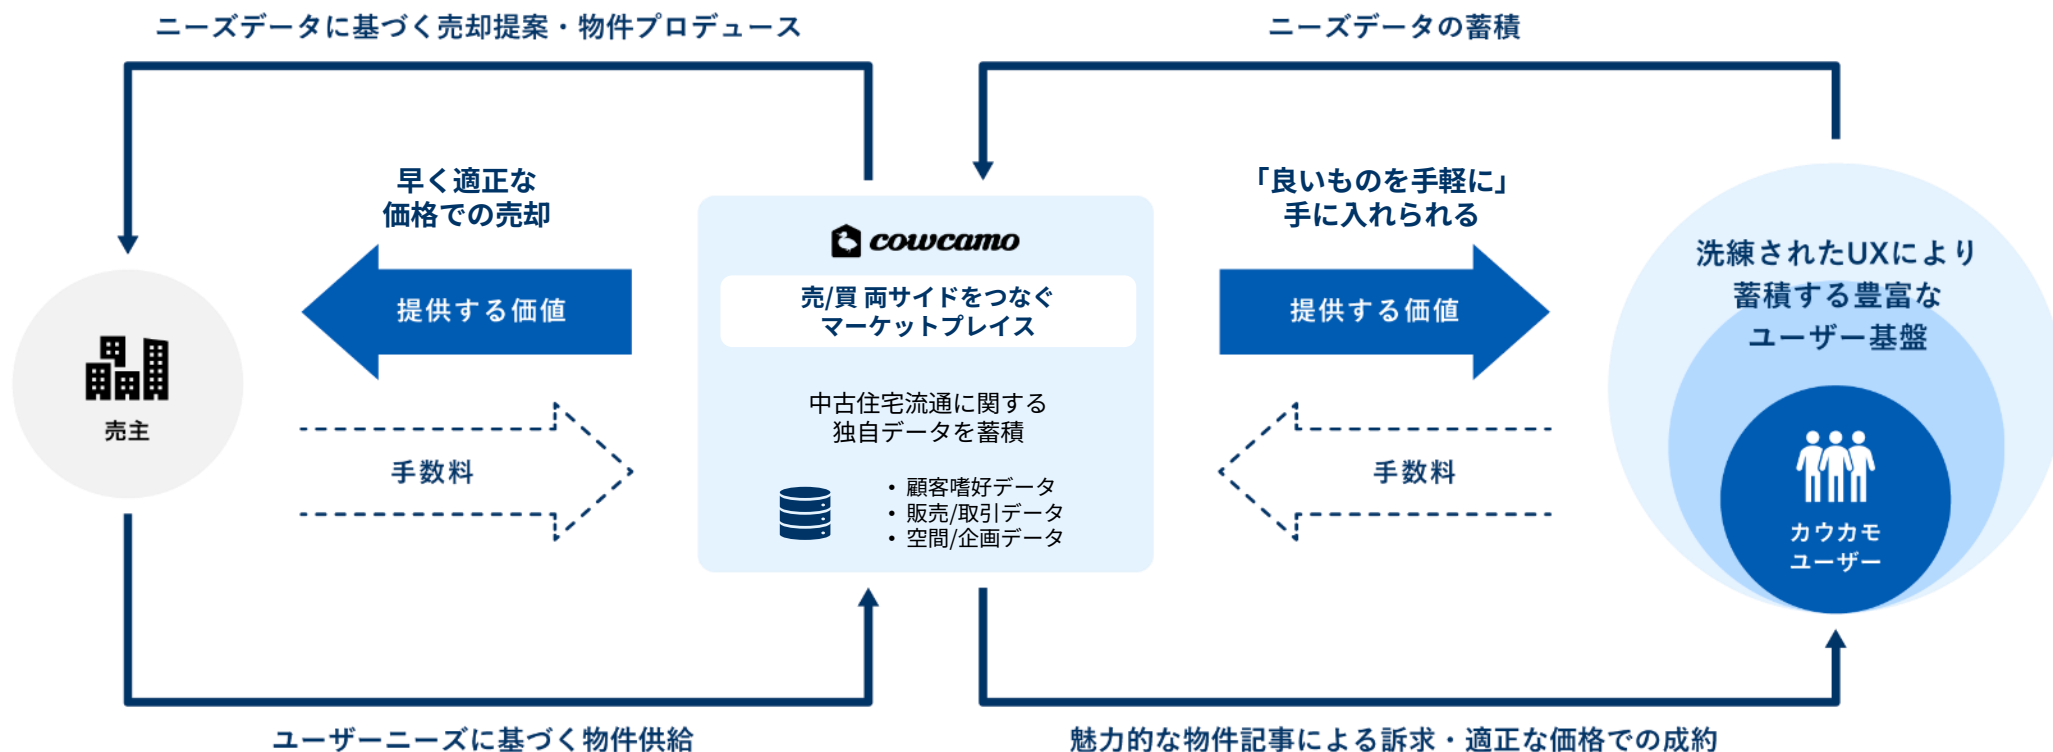 ニーズデータに基づく売却提案・物件プロデュース
ニーズデータの蓄積
早く適正な
価格での売却
提供する価値
手数料
売主
cowcamo
売/買 両サイドをつなぐ
マーケットプレイス
中古住宅流通に関する
独自データを蓄積
• 顧客嗜好データ
• 販売/取引データ
• 空間/企画データ
「良いものを手軽に」
手に入れられる
提供する価値
手数料
洗練されたUXにより
蓄積する豊富な
ユーザー基盤
カウカモ
ユーザー
ユーザーニーズに基づく物件供給
魅力的な物件記事による訴求・適正な価格での成約